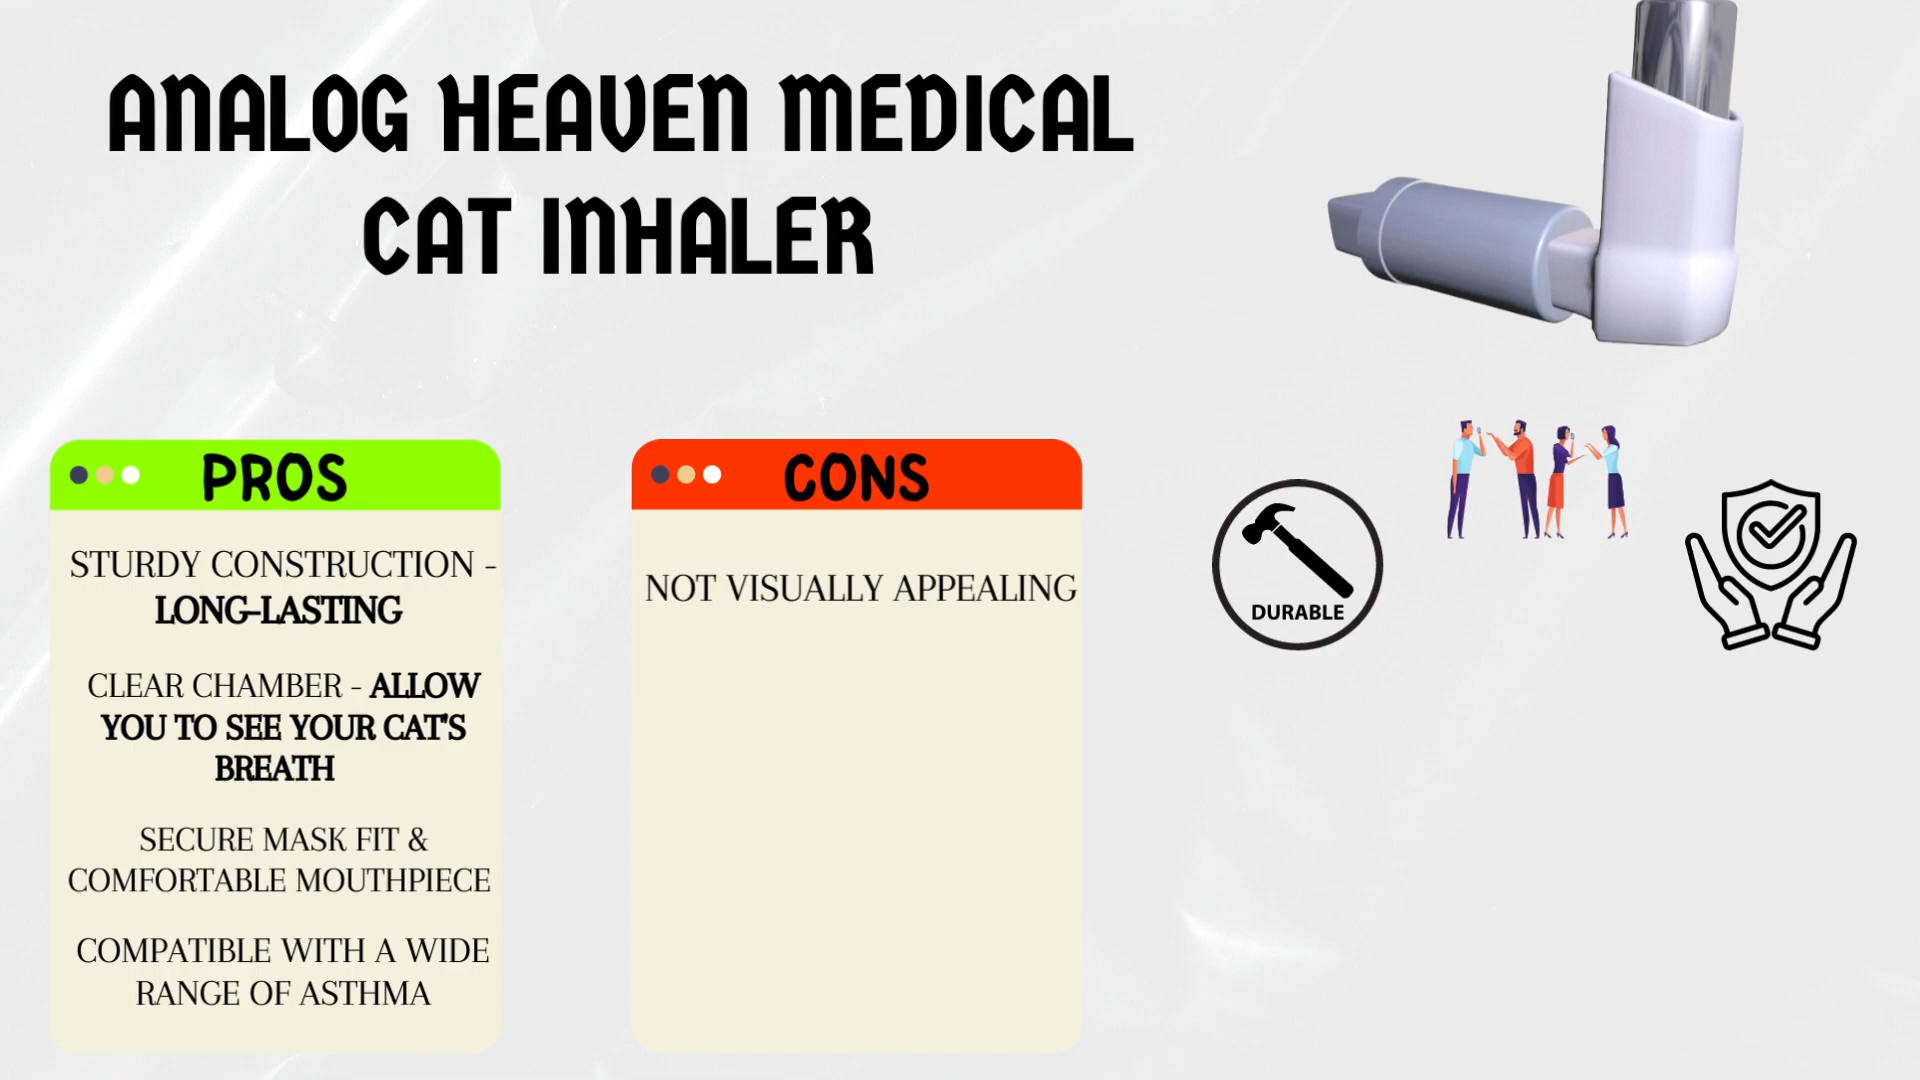 ANALOG HEAVEN MEDICAL
CAT INHALER
PROS
STURDY CONSTRUCTION -
LONG-LASTING
CLEAR CHAMBER - ALLOW
YOU TO SEE YOUR CAT'S
BREATH
SECURE MASK FIT &
COMFORTABLE MOUTHPIECE
COMPATIBLE WITH A WIDE
RANGE OF ASTHMA
CONS
NOT VISUALLY APPEALING
DURABLE